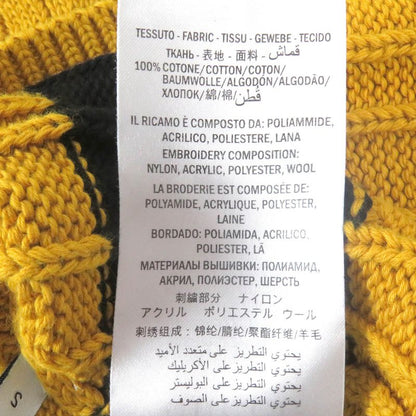 TESSUTO - FABRIC - TISSU - GEWEBE - TECIDO
ТКАНЬ - 表地 - 面料 - قماش
100% COTONE/COTTON/COTON/
BAUMWOLLE/ALGODÓN/ALGODÃO/
ХЛОПОК/綿/棉/قُطن
IL RICAMO È COMPOSTO DA: POLIAMMIDE,
ACRILICO, POLIESTERE, LANA
EMBROIDERY COMPOSITION:
NYLON, ACRYLIC, POLYESTER, WOOL
LA BRODERIE EST COMPOSÉE DE:
POLYAMIDE, ACRYLIQUE, POLYESTER,
LAINE
BORDADO: POLIAMIDA, ACRILICO,
POLIESTER, LÃ
МАТЕРИАЛЫ ВЫШИВКИ: ПОЛИАМИД,
АКРИЛ, ПОЛИЭСТЕР, ШЕРСТЬ
刺繍部分 ナイロン
アクリル ポリエステル ウール
刺绣组成: 锦纶/腈纶/聚酯纤维/羊毛
يحتوي التطريز على متعدد الأميد
يحتوي التطريز على الأكريليك
يحتوي التطريز على البوليستر
يحتوي التطريز على الصوف
S